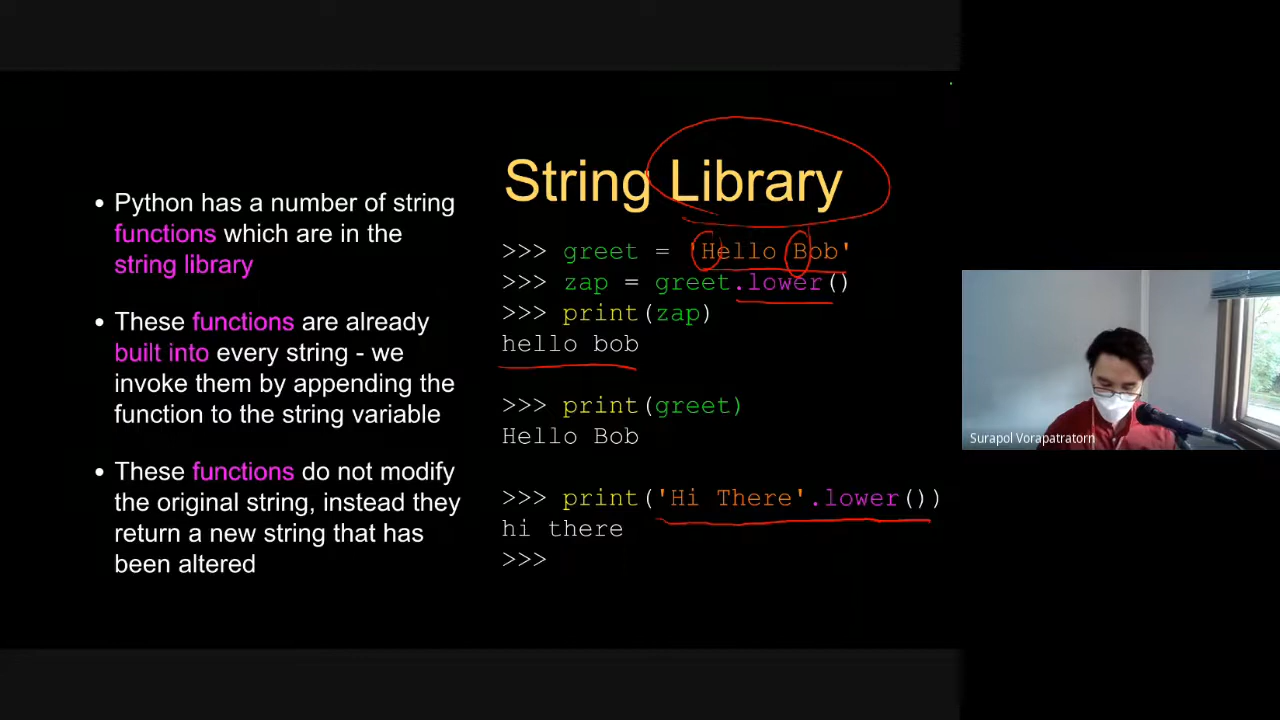 String Library
• Python has a number of string
functions which are in the
string library
• These functions are already
built into every string - we
invoke them by appending the
function to the string variable
• These functions do not modify
the original string, instead they
return a new string that has
been altered
>>> greet = 'Hello Bob'
>>> zap = greet.lower()
>>> print(zap)
hello bob
>>> print(greet)
Hello Bob
>>> print('Hi There'.lower())
hi there
>>>
Surapol Vorapatratorn